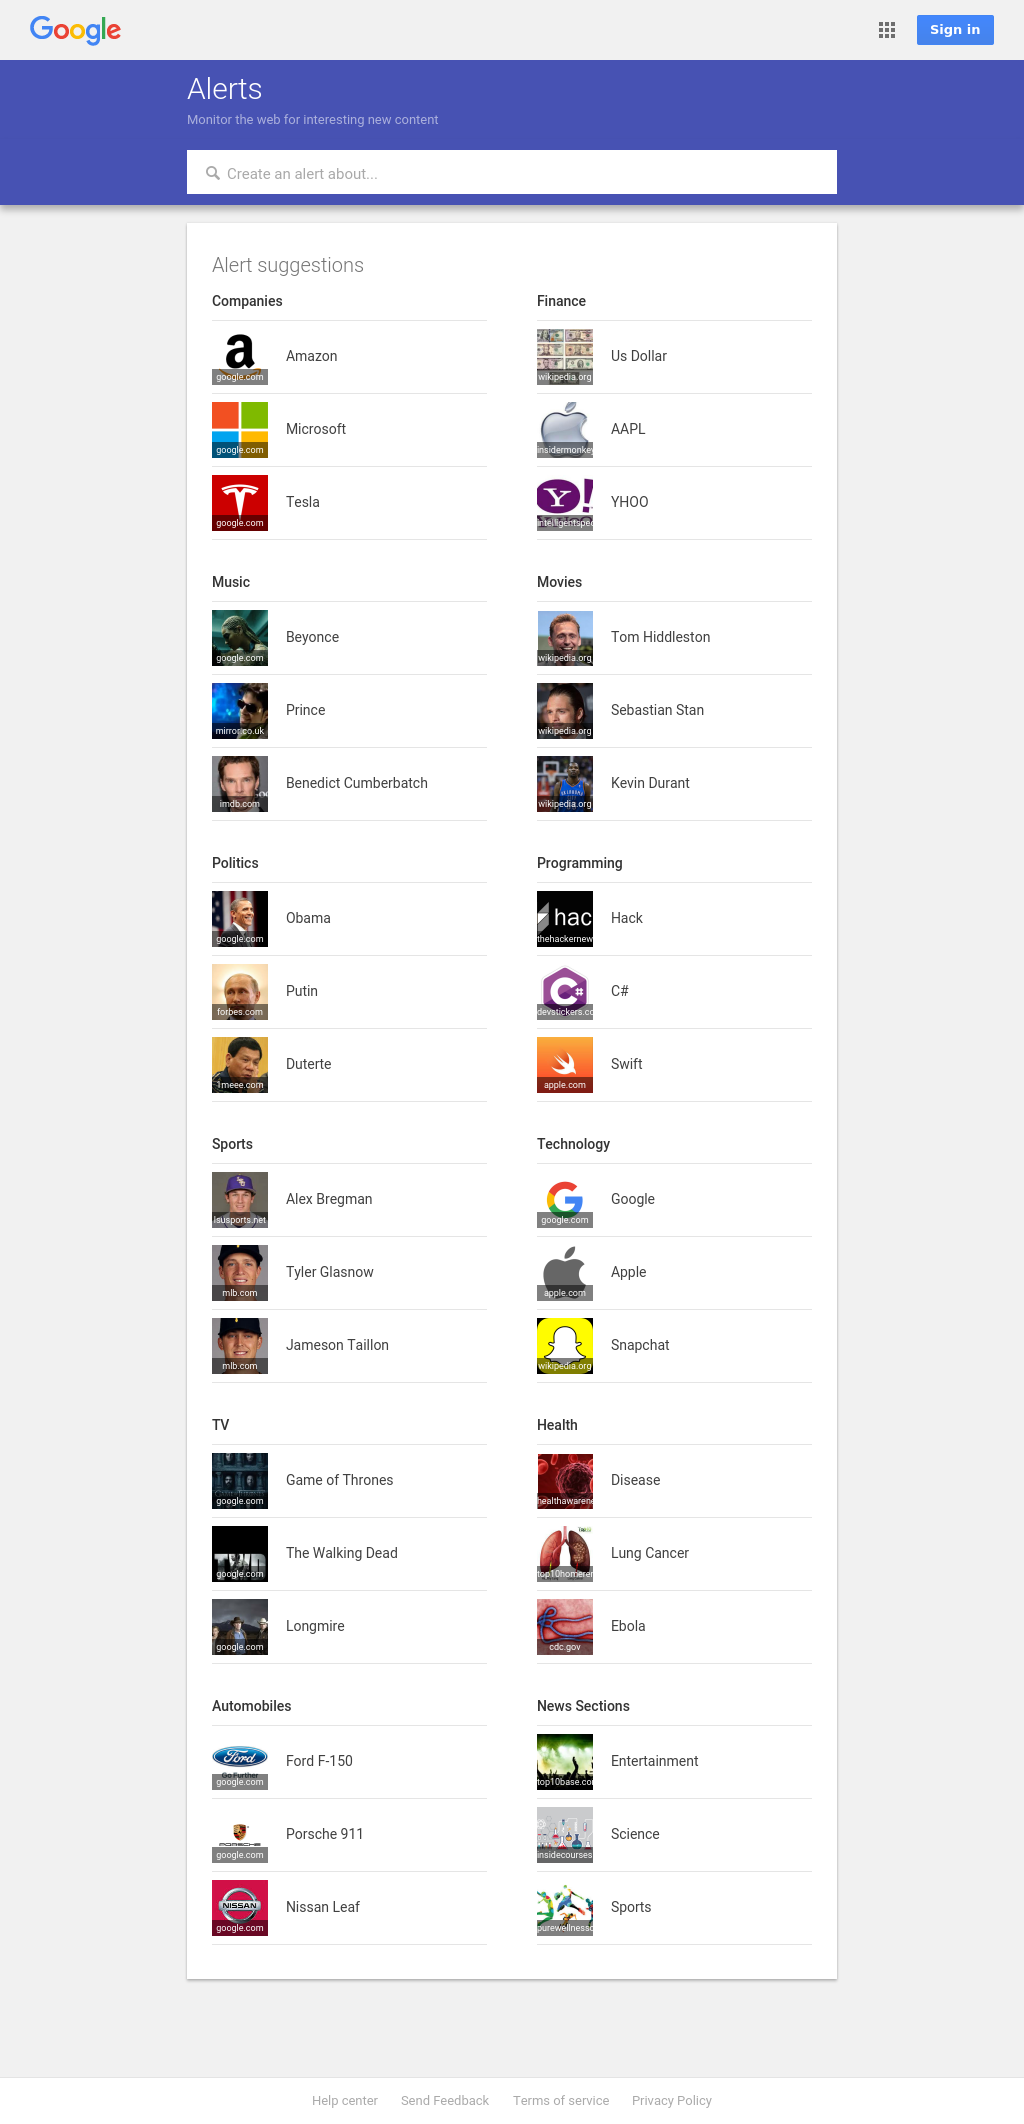 Google
Sign in
Alerts
Monitor the web for interesting new content
Create an alert about...
Alert suggestions
Companies
google.com
Amazon
google.com
Microsoft
google.com
Tesla
Finance
wikipedia.org
Us Dollar
insidermonkey
AAPL
intelligentspec
YHOO
Music
google.com
Beyonce
mirror.co.uk
Prince
imdb.com
Benedict Cumberbatch
Movies
wikipedia.org
Tom Hiddleston
wikipedia.org
Sebastian Stan
wikipedia.org
Kevin Durant
Politics
google.com
Obama
forbes.com
Putin
1meee.com
Duterte
Programming
hac
thehackernew
Hack
C#
devstickers.co
C#
apple.com
Swift
Sports
lsusports.net
Alex Bregman
mlb.com
Tyler Glasnow
mlb.com
Jameson Taillon
Technology
google.com
Google
apple.com
Apple
wikipedia.org
Snapchat
TV
google.com
Game of Thrones
TWD
google.com
The Walking Dead
google.com
Longmire
Health
healthawarene
Disease
top10homerem
Lung Cancer
cdc.gov
Ebola
Automobiles
Ford
Go Further
google.com
Ford F-150
PORSCHE
google.com
Porsche 911
NISSAN
google.com
Nissan Leaf
News Sections
top10base.com
Entertainment
insidecourses
Science
purewellnessc
Sports
Help center
Send Feedback
Terms of service
Privacy Policy